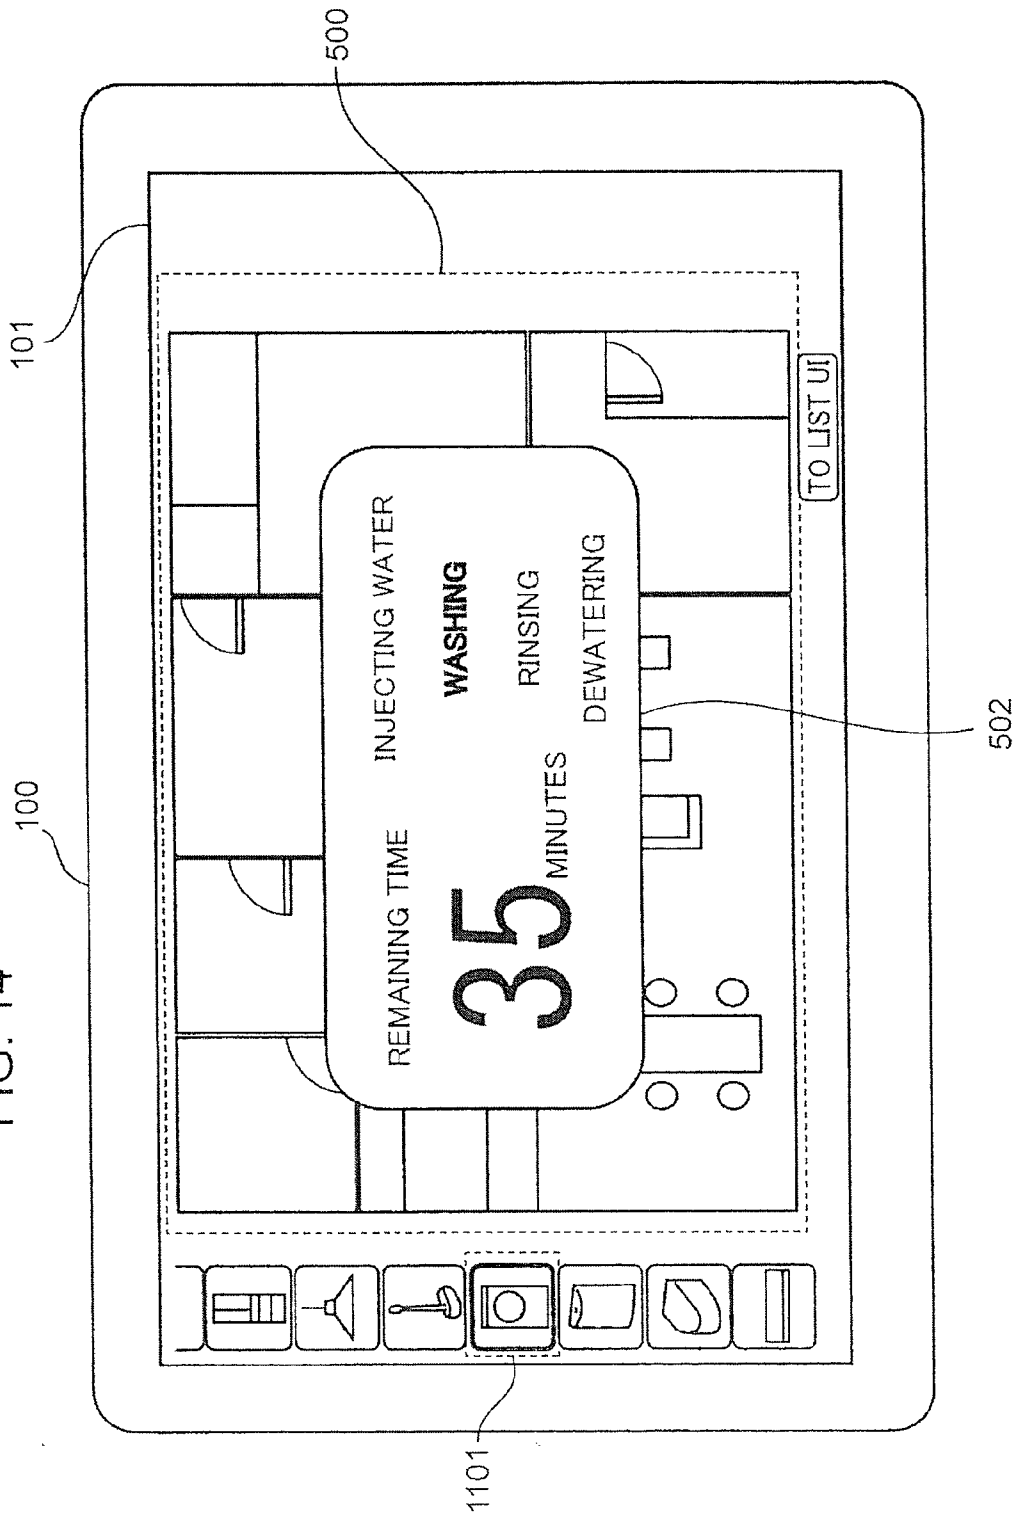 FIG. 14
100
101
500
REMAINING TIME
INJECTING WATER
WASHING
35 MINUTES
RINSING
DEWATERING
1101
TO LIST UI
502